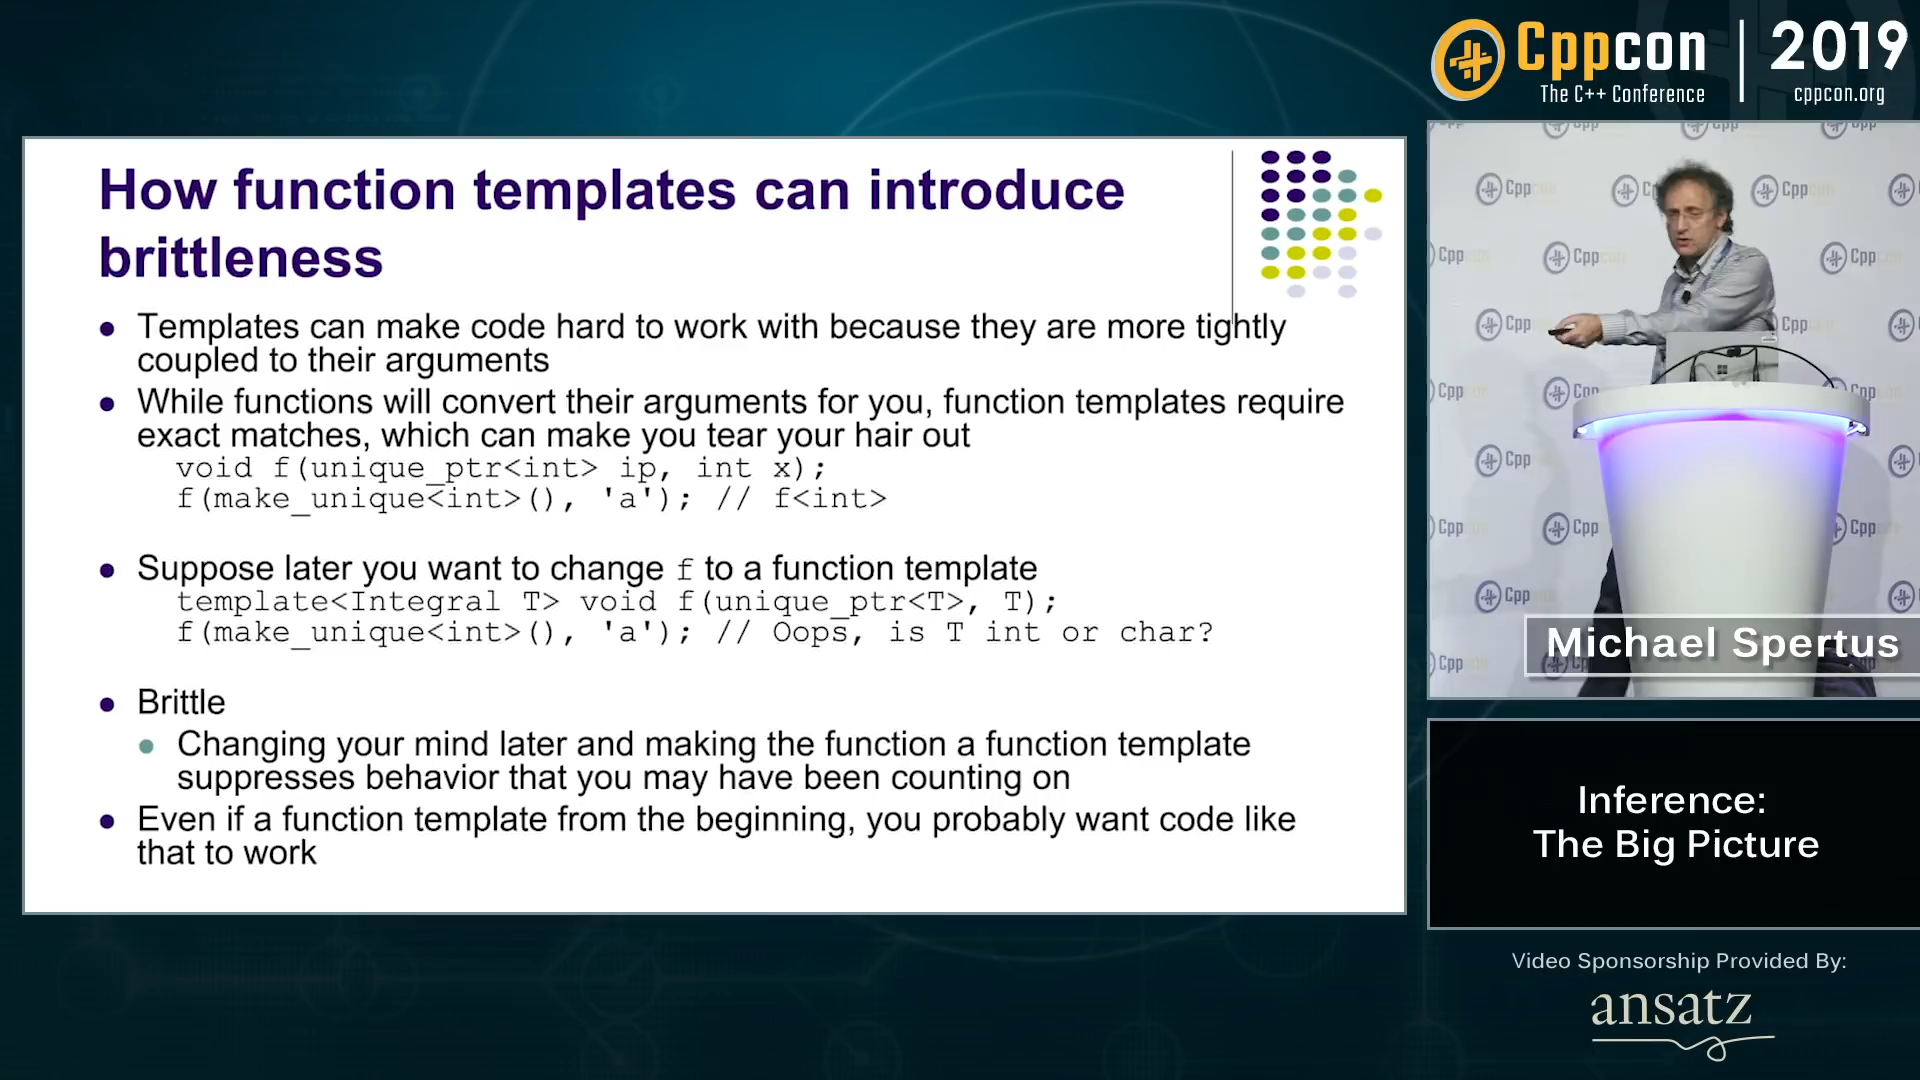 Cppcon 2019
The C++ Conference cppcon.org
How function templates can introduce
brittleness
Templates can make code hard to work with because they are more tightly
coupled to their arguments
While functions will convert their arguments for you, function templates require
exact matches, which can make you tear your hair out
void f(unique_ptr<int> ip, int x);
f(make_unique<int>(), 'a'); // f<int>
Suppose later you want to change f to a function template
template<Integral T> void f(unique_ptr<T>, T);
f(make_unique<int>(), 'a'); // Oops, is T int or char?
Brittle
Changing your mind later and making the function a function template
suppresses behavior that you may have been counting on
Even if a function template from the beginning, you probably want code like
that to work
Michael Spertus
Inference:
The Big Picture
Video Sponsorship Provided By:
ansatz